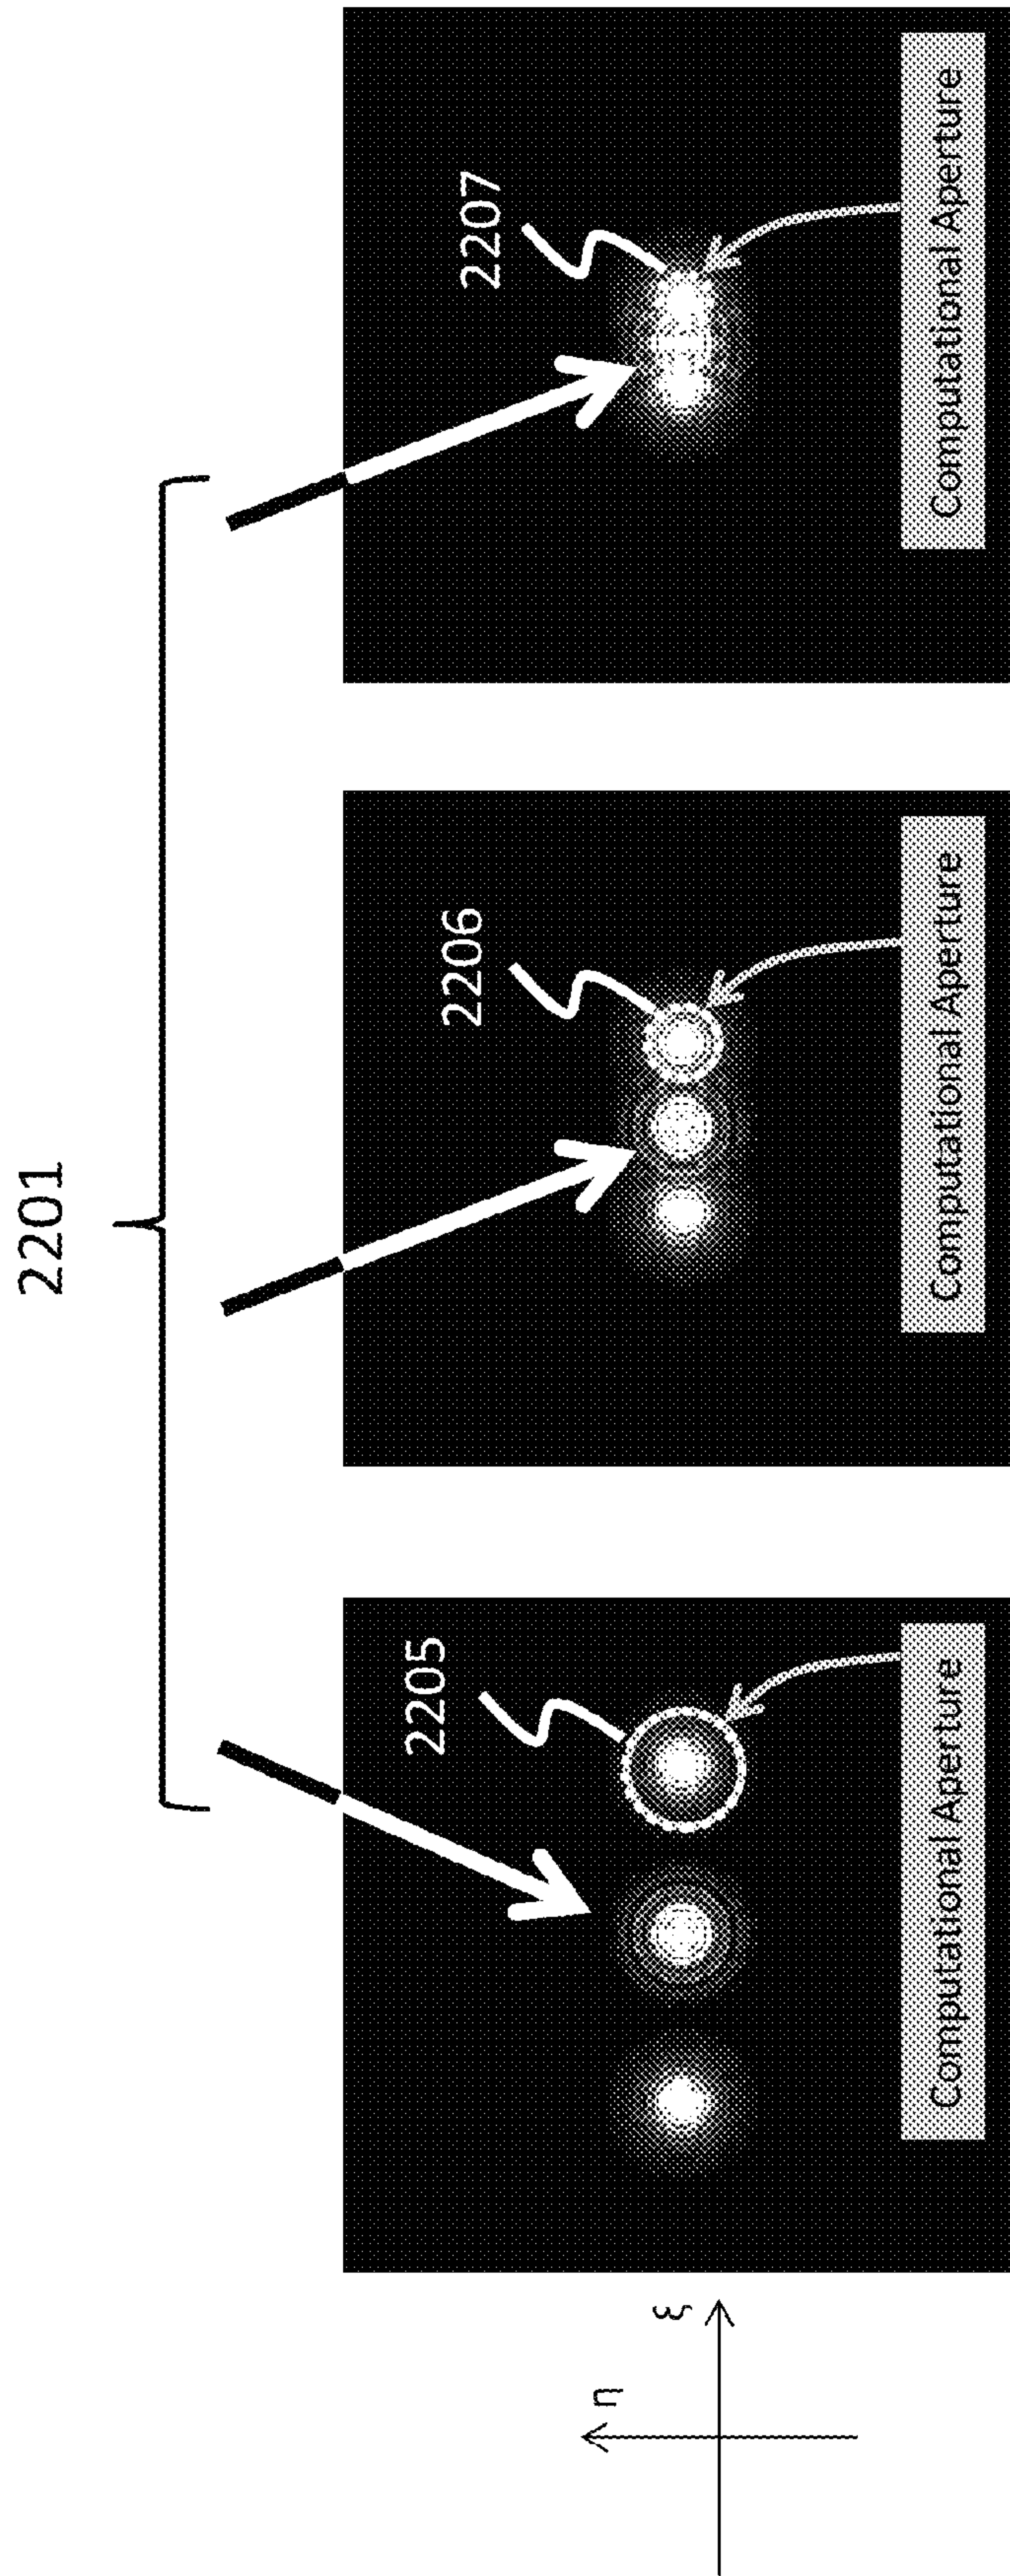 2201
2205
2206
2207
η
ξ
Computational Aperture
Computational Aperture
Computational Aperture